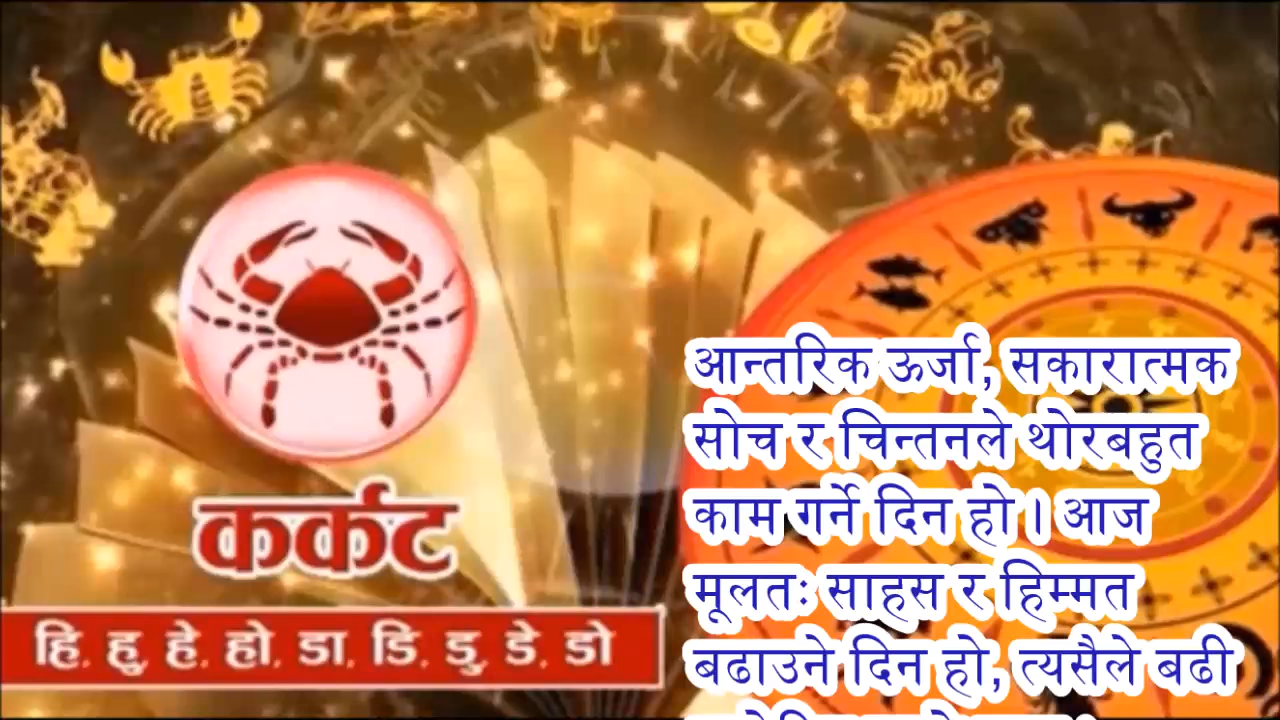 कर्कट
हि. हु. हे. हो. डा. डि. डु. डे. डो
आन्तरिक ऊर्जा, सकारात्मक
सोच र चिन्तनले थोरबहुत
काम गर्ने दिन हो । आज
मूलतः साहस र हिम्मत
बढाउने दिन हो, त्यसैले बढी